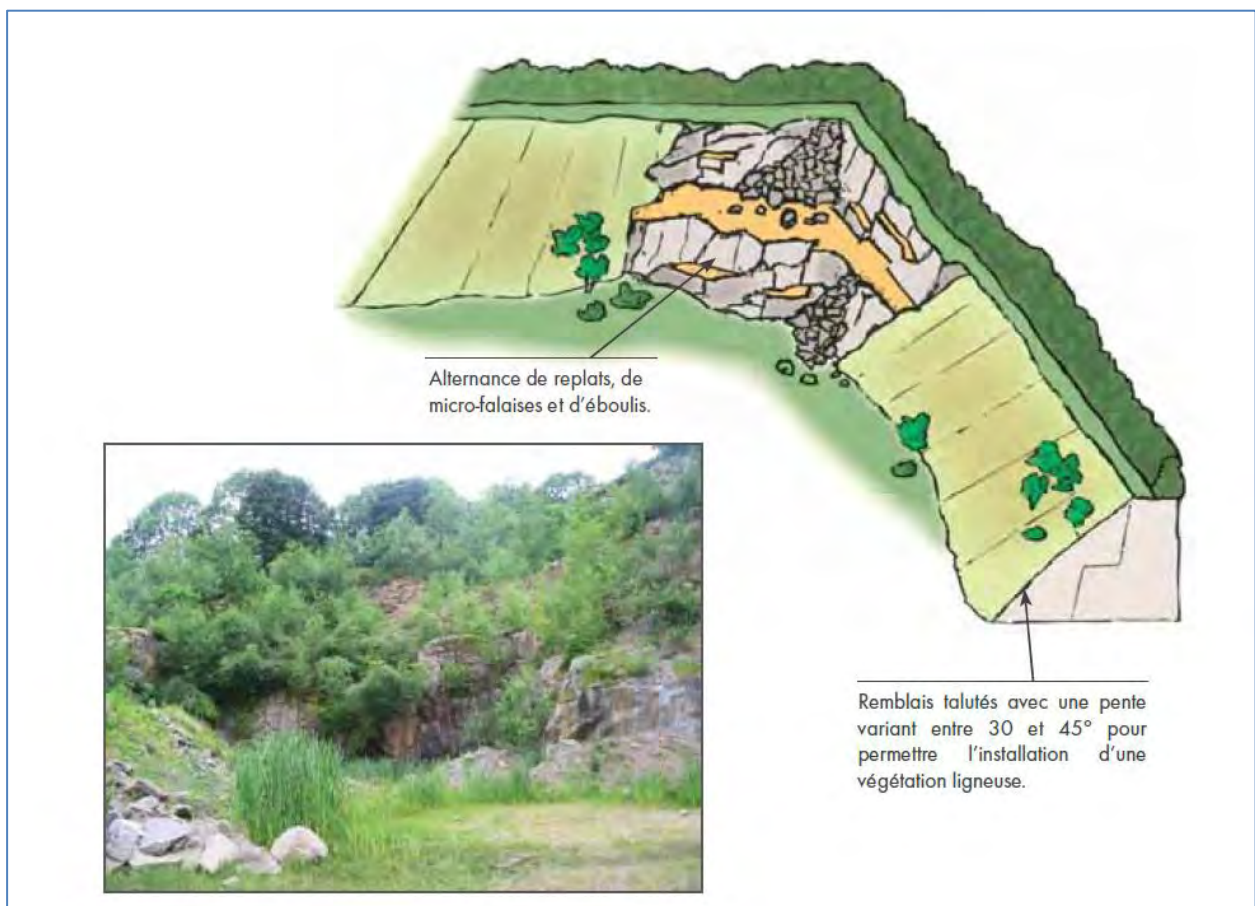 Alternance de replats, de
micro-falaises et d'éboulis.
Remblais talutés avec une pente
variant entre 30 et 45° pour
permettre l'installation d'une
végétation ligneuse.